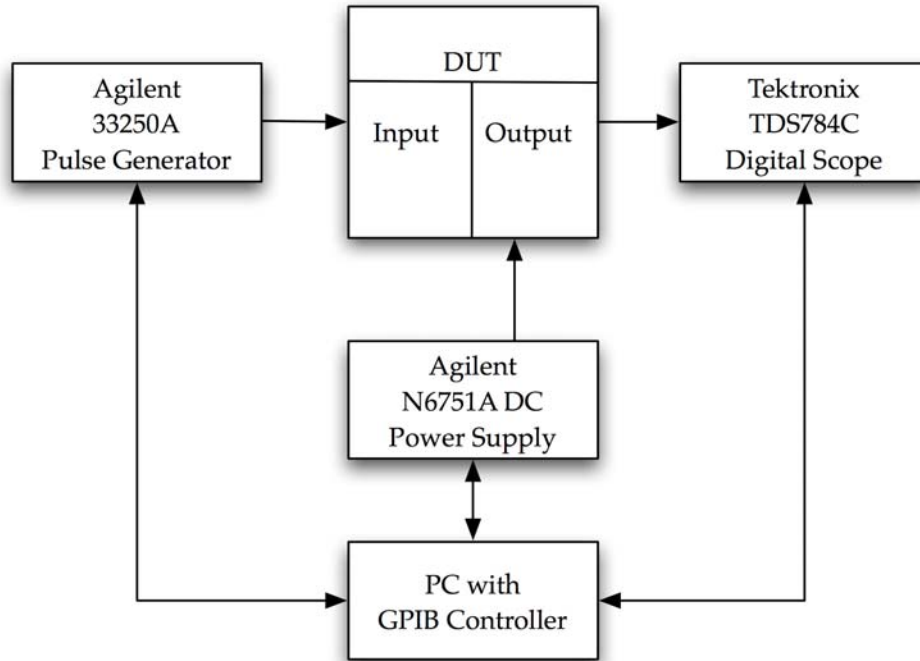 DUT
Agilent
33250A
Pulse Generator
Input
Output
Tektronix
TDS784C
Digital Scope
Agilent
N6751A DC
Power Supply
PC with
GPIB Controller